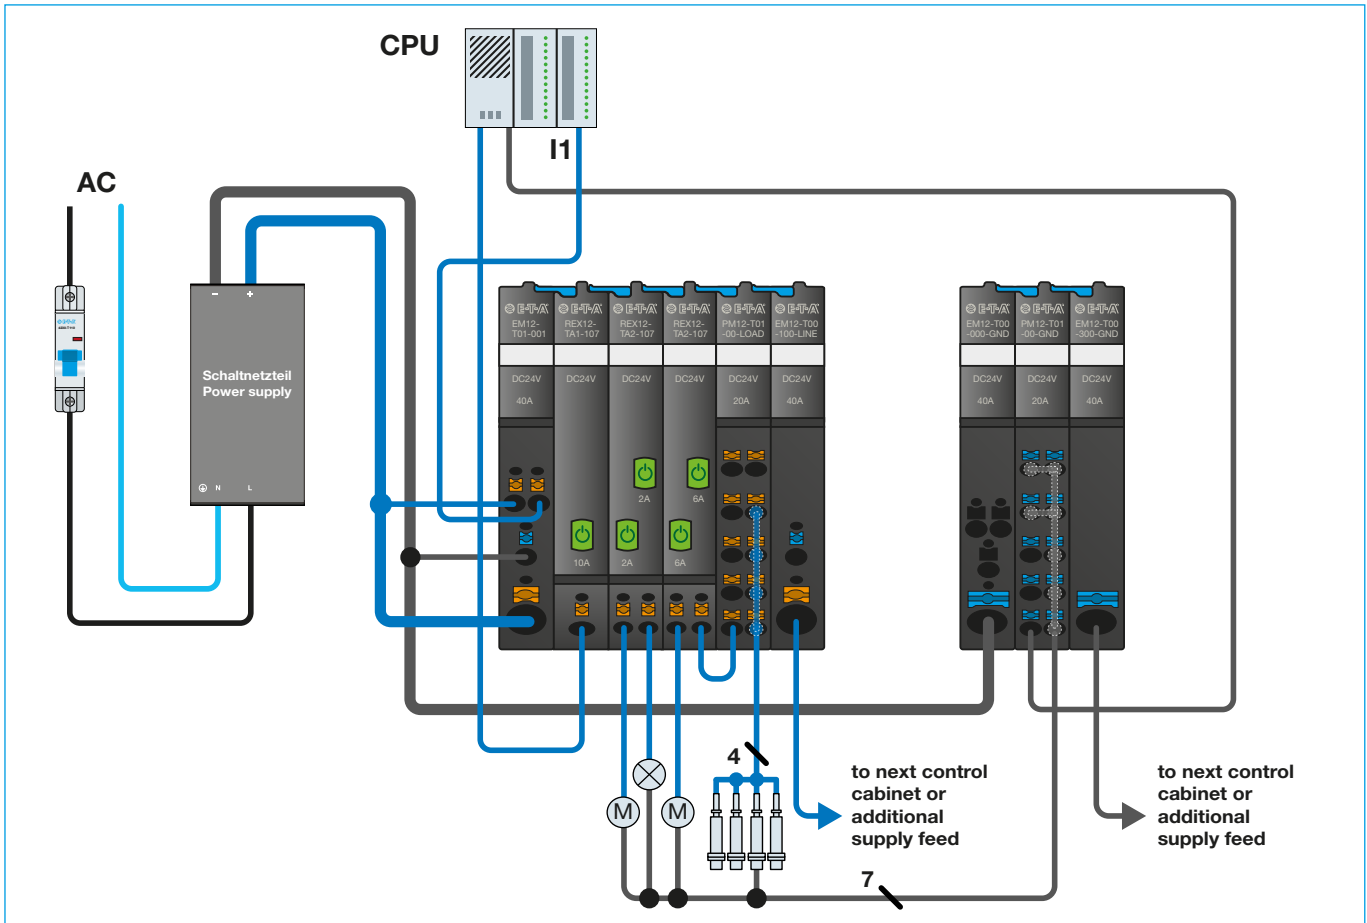 CPU
I1
AC
E-T-A
- +
Schaltnetzteil
Power supply
N L
E-T-A E-T-A E-T-A E-T-A E-T-A E-T-A
EM12-
T01-001
REX12-
TA1-107
REX12-
TA2-107
REX12-
TA2-107
PM12-T01
-00-LOAD
EM12-T00
-100-LINE
DC24V
40A
DC24V
DC24V
DC24V
DC24V
20A
DC24V
40A
2A
6A
10A
2A
6A
E-T-A E-T-A E-T-A
EM12-T00
-000-GND
PM12-T01
-00-GND
EM12-T00
-300-GND
DC24V
40A
DC24V
20A
DC24V
40A
M
M
4
to next control
cabinet or
additional
supply feed
to next control
cabinet or
additional
supply feed
7